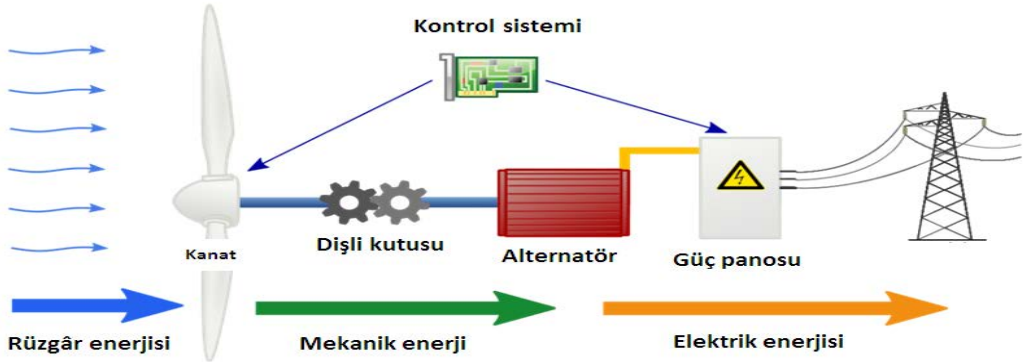 Kontrol sistemi
Kanat
Dişli kutusu
Alternatör
Güç panosu
Rüzgâr enerjisi
Mekanik enerji
Elektrik enerjisi